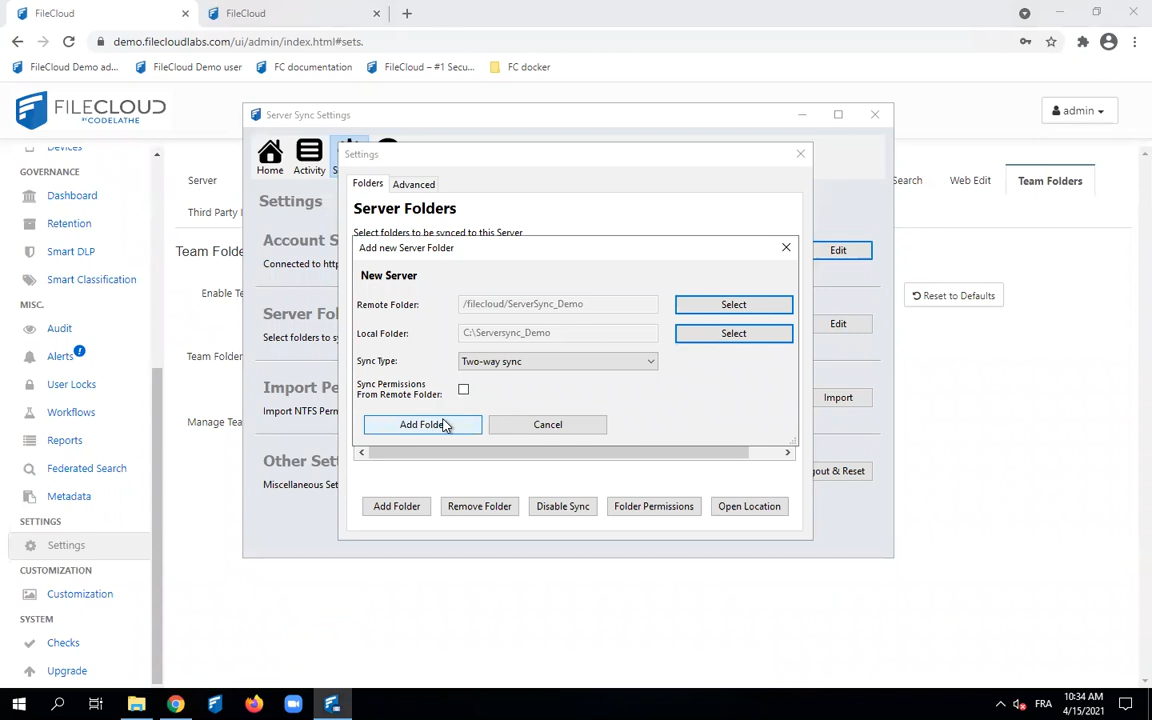 FileCloud
FileCloud
demo.filecloudlabs.com/ui/admin/index.html#sets.
FileCloud Demo ad...
FileCloud Demo user
FC documentation
FileCloud – #1 Secu...
FC docker
FILECLOUD
BY CODELATHE
admin
Devices
GOVERNANCE
Dashboard
Retention
Smart DLP
Smart Classification
MISC.
Audit
Alerts
User Locks
Workflows
Reports
Federated Search
Metadata
SETTINGS
Settings
CUSTOMIZATION
Customization
SYSTEM
Checks
Upgrade
Server
Search
Web Edit
Team Folders
Third Party I
Team Folde
Enable Te
Reset to Defaults
Team Folder
Manage Tea
Server Sync Settings
Home
Activity
S
Settings
Account S
Connected to http
Edit
Server Fol
Select folders to sy
Edit
Import Pe
Import NTFS Perm
Import
Other Set
Miscellaneous Set
gout & Reset
Settings
Folders
Advanced
Server Folders
Select folders to be synced to this Server
Add new Server Folder
New Server
Remote Folder:
/filecloud/ServerSync_Demo
Select
Local Folder:
C:\Serversync_Demo
Select
Sync Type:
Two-way sync
Sync Permissions
From Remote Folder:
Add Folde
Cancel
Add Folder
Remove Folder
Disable Sync
Folder Permissions
Open Location
FRA
10:34 AM
4/15/2021